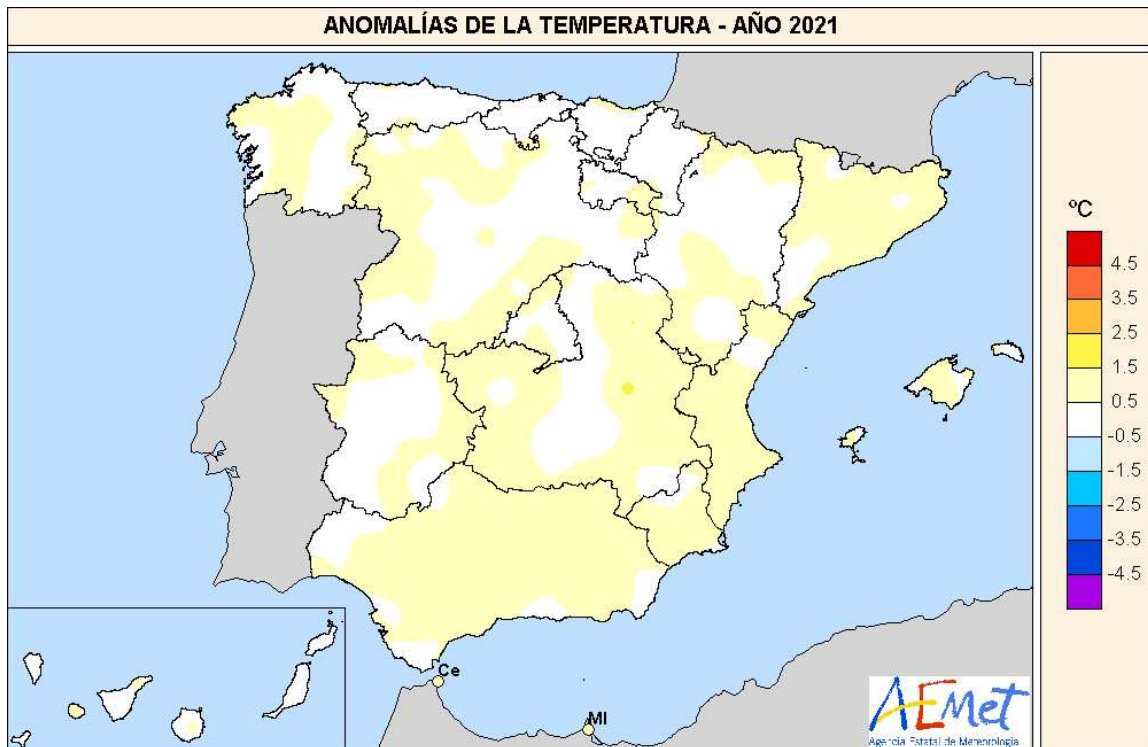 ANOMALÍAS DE LA TEMPERATURA - AÑO 2021
ºC
4.5
3.5
2.5
1.5
0.5
-0.5
-1.5
-2.5
-3.5
-4.5
Ce
Ml
AEMet
Agencia Estatal de Meteorología